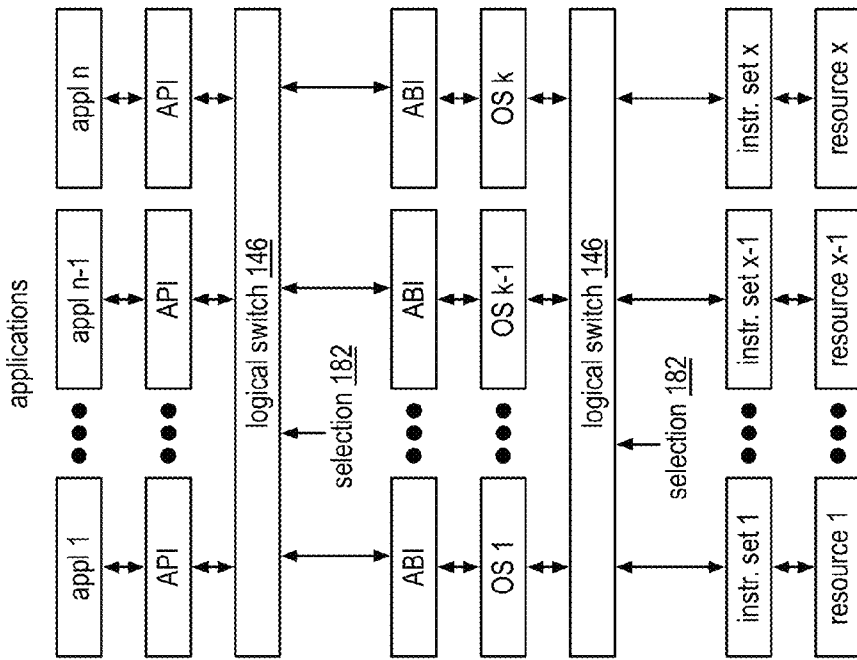 applications
appl 1
appl n-1
appl n
API
API
API
logical switch 146
selection 182
ABI
ABI
ABI
OS 1
OS k-1
OS k
logical switch 146
selection 182
instr. set 1
instr. set x-1
instr. set x
resource 1
resource x-1
resource x